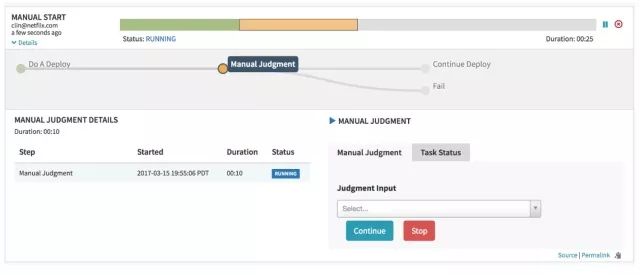 MANUAL START
clin@netflix.com
a few seconds ago
Details
Status: RUNNING
Duration: 00:25
Do A Deploy
Manual Judgment
Continue Deploy
Fail
MANUAL JUDGMENT DETAILS
Duration: 00:10
Step Started Duration Status
Manual Judgment 2017-03-15 19:55:06 PDT 00:10 RUNNING
MANUAL JUDGMENT
Manual Judgment Task Status
Judgment Input
Select...
Continue Stop
Source | Permalink